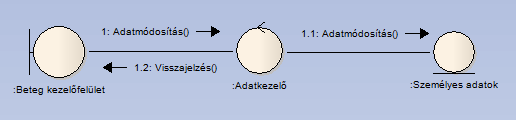 1: Adatmódosítás()
1.1: Adatmódosítás()
1.2: Visszajelzés()
:Beteg kezelőfelület
:Adatkezelő
:Személyes adatok